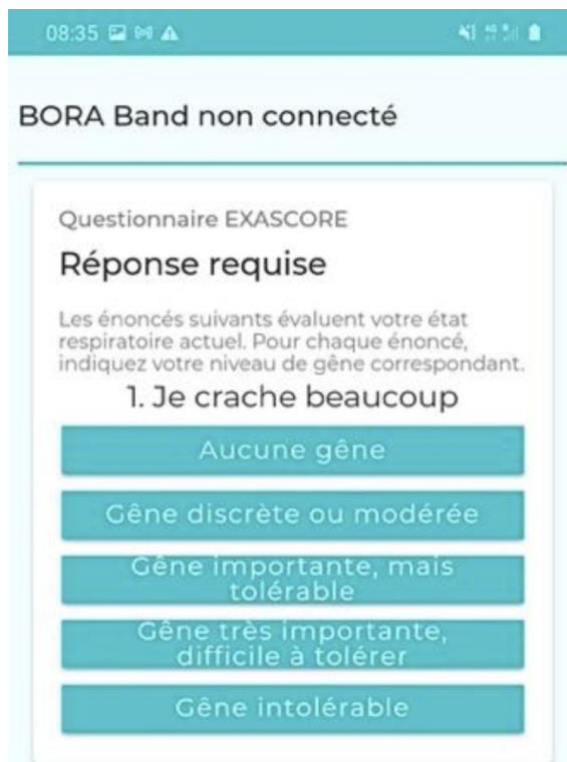 08:35
BORA Band non connecté
Questionnaire EXASCORE
Réponse requise
Les énoncés suivants évaluent votre état
respiratoire actuel. Pour chaque énoncé,
indiquez votre niveau de gêne correspondant.
1. Je crache beaucoup
Aucune gêne
Gêne discrète ou modérée
Gêne importante, mais
tolérable
Gêne très importante,
difficile à tolérer
Gêne intolérable